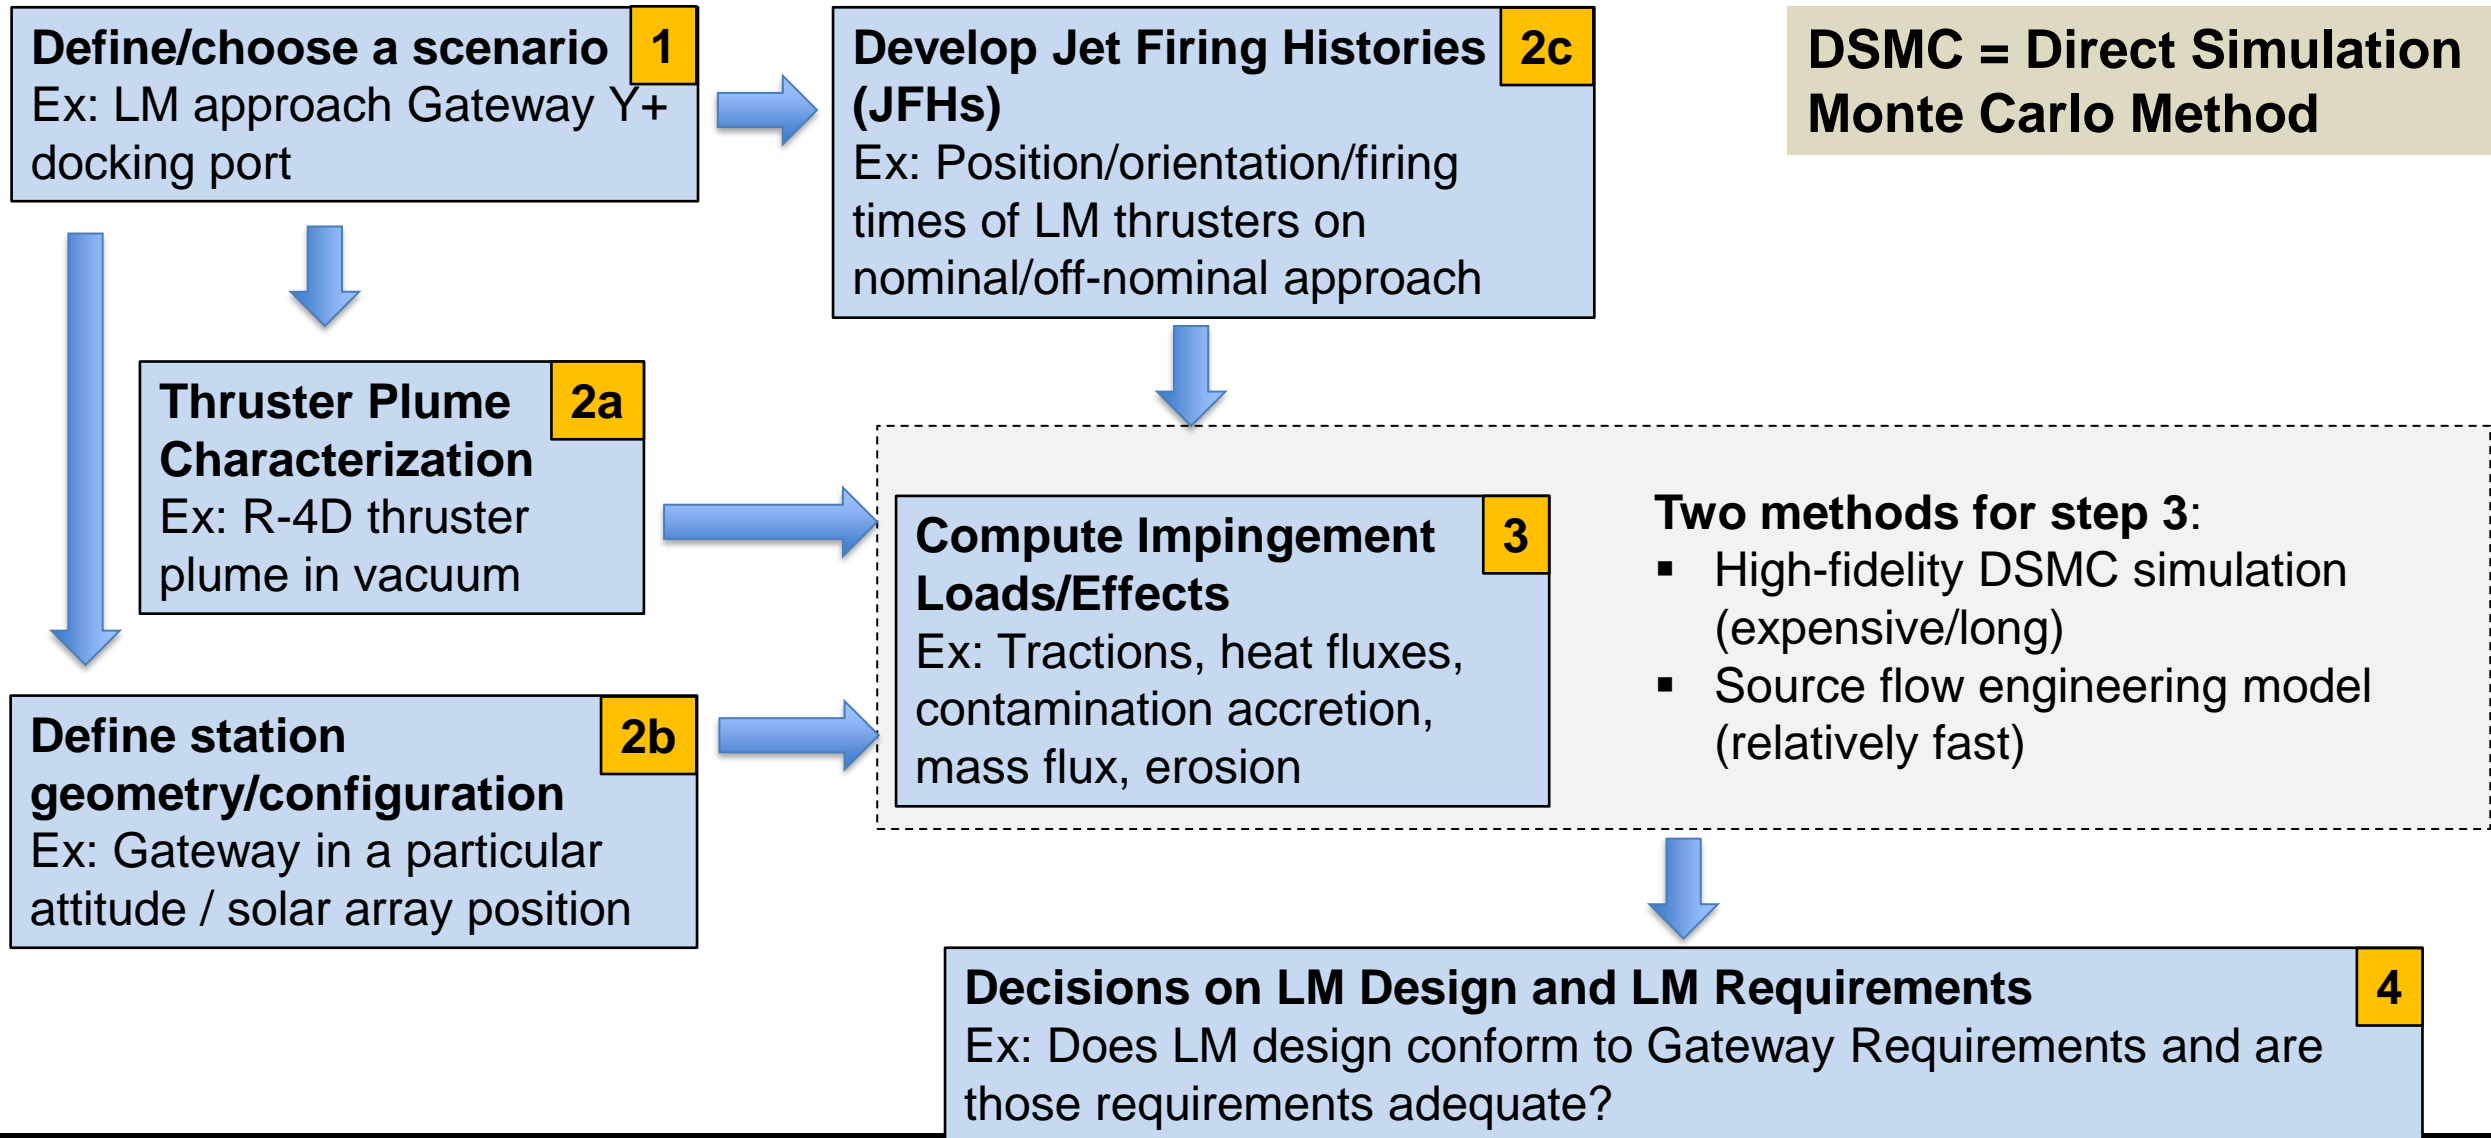 Define/choose a scenario
1
Ex: LM approach Gateway Y+
docking port
Develop Jet Firing Histories
2c
(JFHs)
Ex: Position/orientation/firing
times of LM thrusters on
nominal/off-nominal approach
DSMC = Direct Simulation
Monte Carlo Method
Thruster Plume
2a
Characterization
Ex: R-4D thruster
plume in vacuum
Define station
2b
geometry/configuration
Ex: Gateway in a particular
attitude / solar array position
Compute Impingement
3
Loads/Effects
Ex: Tractions, heat fluxes,
contamination accretion,
mass flux, erosion
Two methods for step 3:
▪ High-fidelity DSMC simulation
(expensive/long)
▪ Source flow engineering model
(relatively fast)
Decisions on LM Design and LM Requirements
4
Ex: Does LM design conform to Gateway Requirements and are
those requirements adequate?